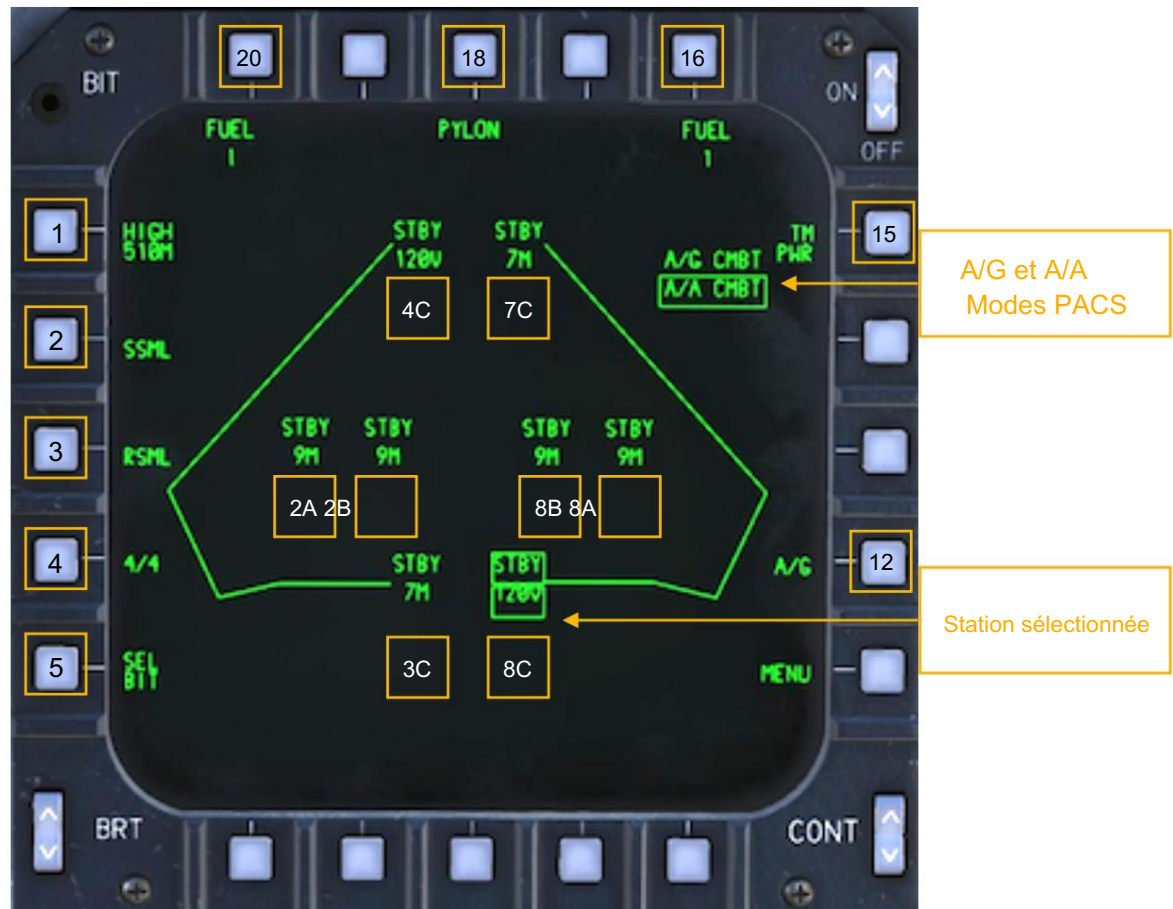 20
18
16
BIT
ON
OFF
FUEL
1
PYLON
FUEL
1
1
HIGH
510M
STBY
120V
STBY
7M
TM
PWR
15
A/G CMBT
A/A CMBT
A/G et A/A
Modes PACS
4C
7C
2
SSML
3
RSML
STBY
9M
STBY
9M
STBY
9M
STBY
9M
2A 2B
8B 8A
4
4/4
STBY
7M
STBY
120V
A/G
12
Station sélectionnée
5
SEL
BIT
3C
8C
MENU
BRT
CONT